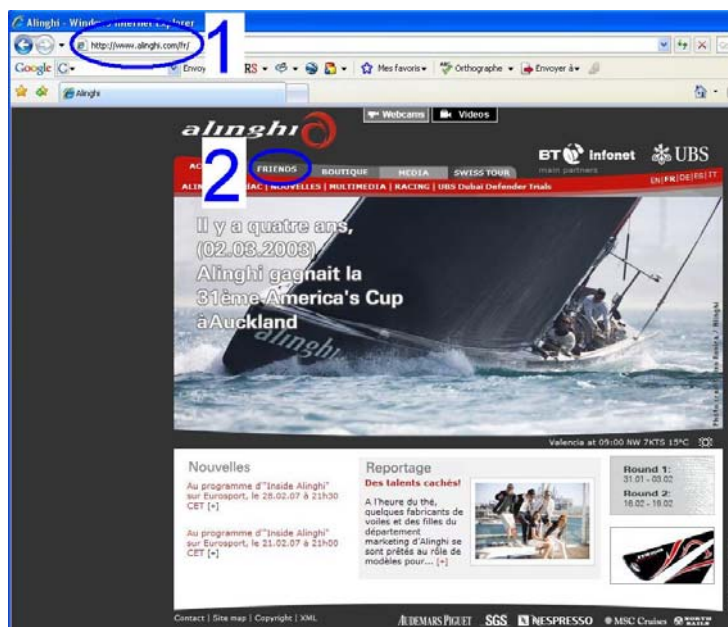 Alinghi - Windows Internet Explorer
1
http://www.alinghi.com/fr/
Google
Envoy
RS
Mes favoris
Orthographe
Envoyer à
Alinghi
Webcams
Videos
alinghi
BT infonet
UBS
main partners
2
FRIENDS
BOUTIQUE
MEDIA
SWISS TOUR
EN|FR|DE|ES|IT
NOUVELLES | MULTIMEDIA | RACING | UBS Dubai Defender Trials
Il y a quatre ans,
(02.03.2003)
Alinghi gagnait la
31ème America's Cup
àAuckland
alinghi
Valencia at 09:00 NW 7KTS 15°C
Nouvelles
Au programme d'"Inside Alinghi"
sur Eurosport, le 28.02.07 à 21h30
CET [+]
Au programme d'"Inside Alinghi"
sur Eurosport, le 21.02.07 à 21h00
CET [+]
Reportage
Des talents cachés!
A l'heure du thé,
quelques fabricants de
voiles et des filles du
département
marketing d'Alinghi se
sont prêtés au rôle de
modèles pour... [+]
Round 1:
31.01 - 03.02
Round 2:
16.02 - 18.02
Contact | Site map | Copyright | XML
AUDEMARS PIGUET
SGS
NESPRESSO
MSC Cruises
NORTH SAILS